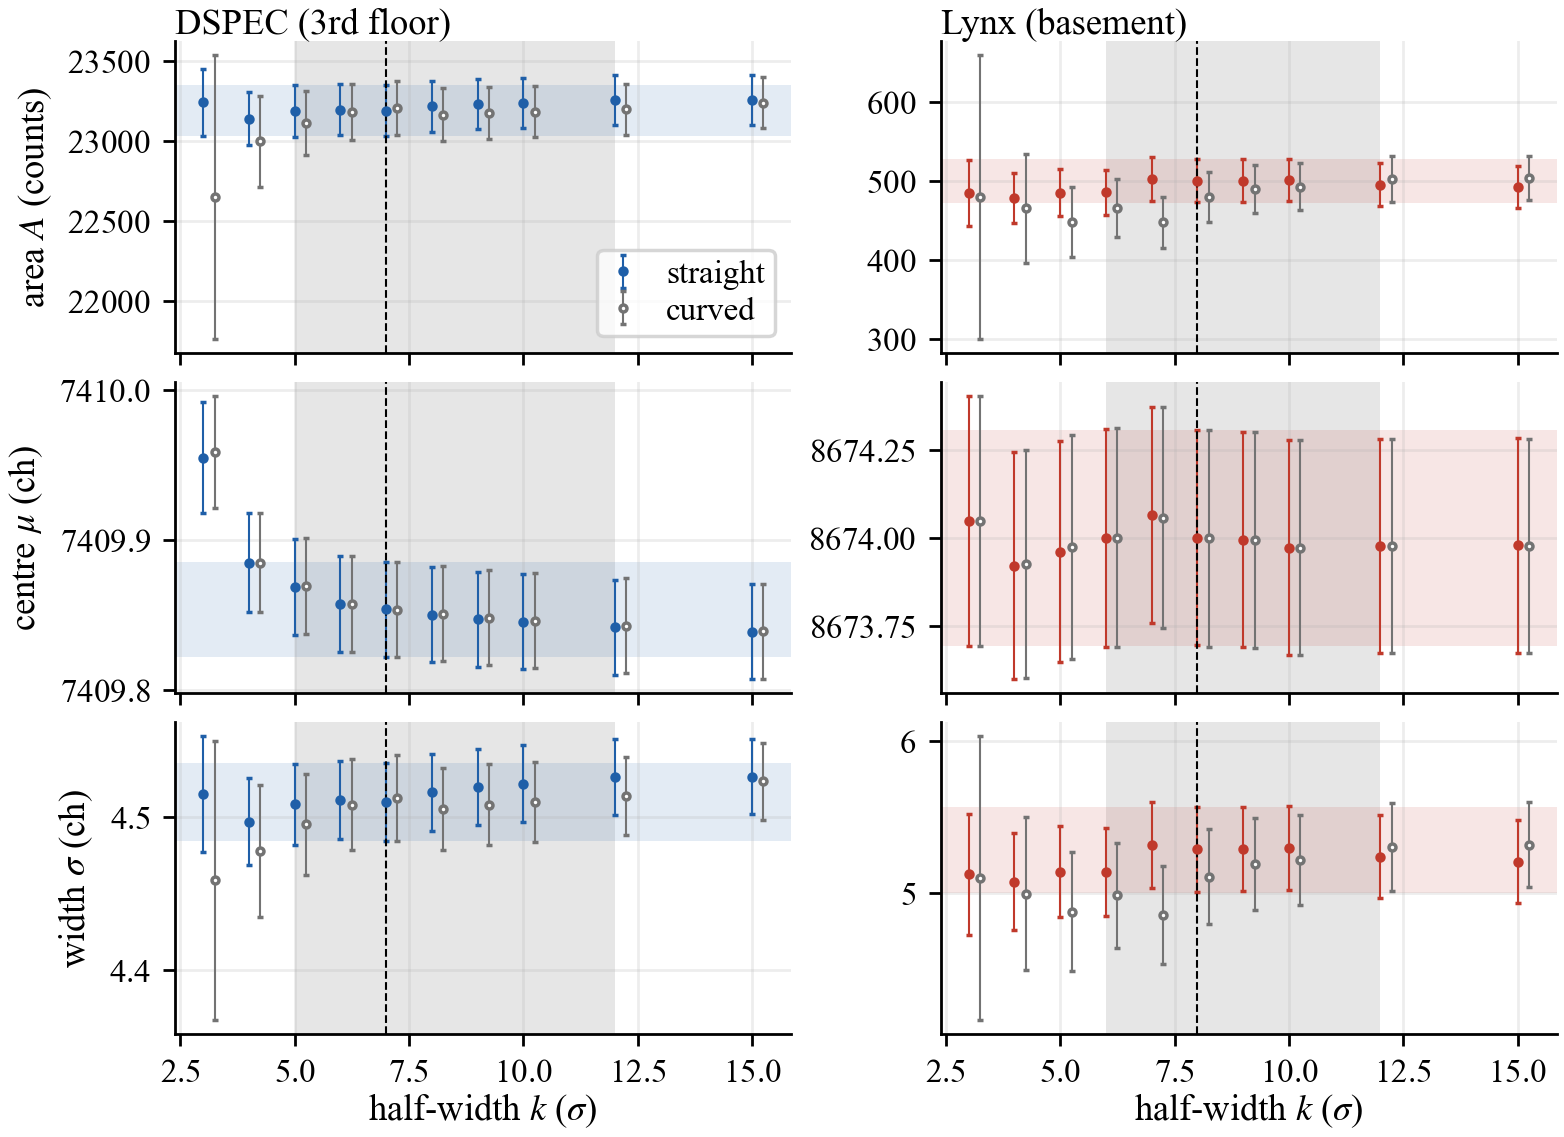 DSPEC (3rd floor)
Lynx (basement)
area A (counts)
23500
23000
22500
22000
straight
curved
600
500
400
300
centre μ (ch)
7410.0
7409.9
7409.8
8674.25
8674.00
8673.75
width σ (ch)
4.5
4.4
6
5
2.5 5.0 7.5 10.0 12.5 15.0
2.5 5.0 7.5 10.0 12.5 15.0
half-width k (σ)
half-width k (σ)